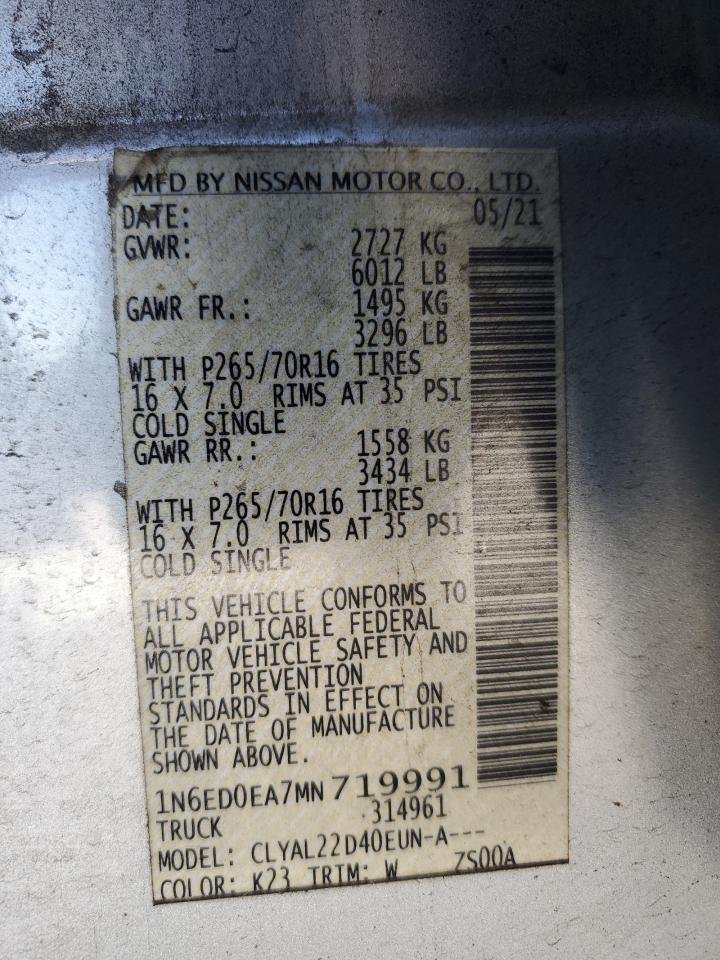 MFD BY NISSAN MOTOR CO., LTD.
DATE: 05/21
GVWR: 2727 KG
6012 LB
GAWR FR.: 1495 KG
3296 LB
WITH P265/70R16 TIRES
16 X 7.0 RIMS AT 35 PSI
COLD SINGLE
GAWR RR.: 1558 KG
3434 LB
WITH P265/70R16 TIRES
16 X 7.0 RIMS AT 35 PSI
COLD SINGLE
THIS VEHICLE CONFORMS TO
ALL APPLICABLE FEDERAL
MOTOR VEHICLE SAFETY AND
THEFT PREVENTION
STANDARDS IN EFFECT ON
THE DATE OF MANUFACTURE
SHOWN ABOVE.
1N6ED0EA7MN 719991
TRUCK 314961
MODEL: CLYAL22D40EUN-A---
COLOR: K23 TRIM: W ZS00A